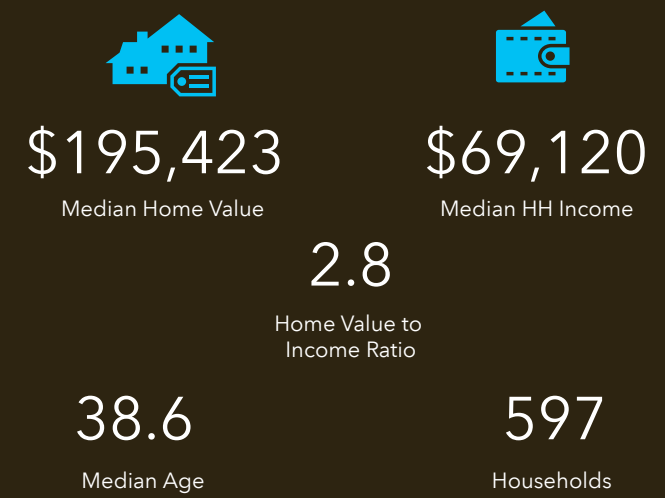 $195,423
Median Home Value
$69,120
Median HH Income
2.8
Home Value to
Income Ratio
38.6
Median Age
597
Households